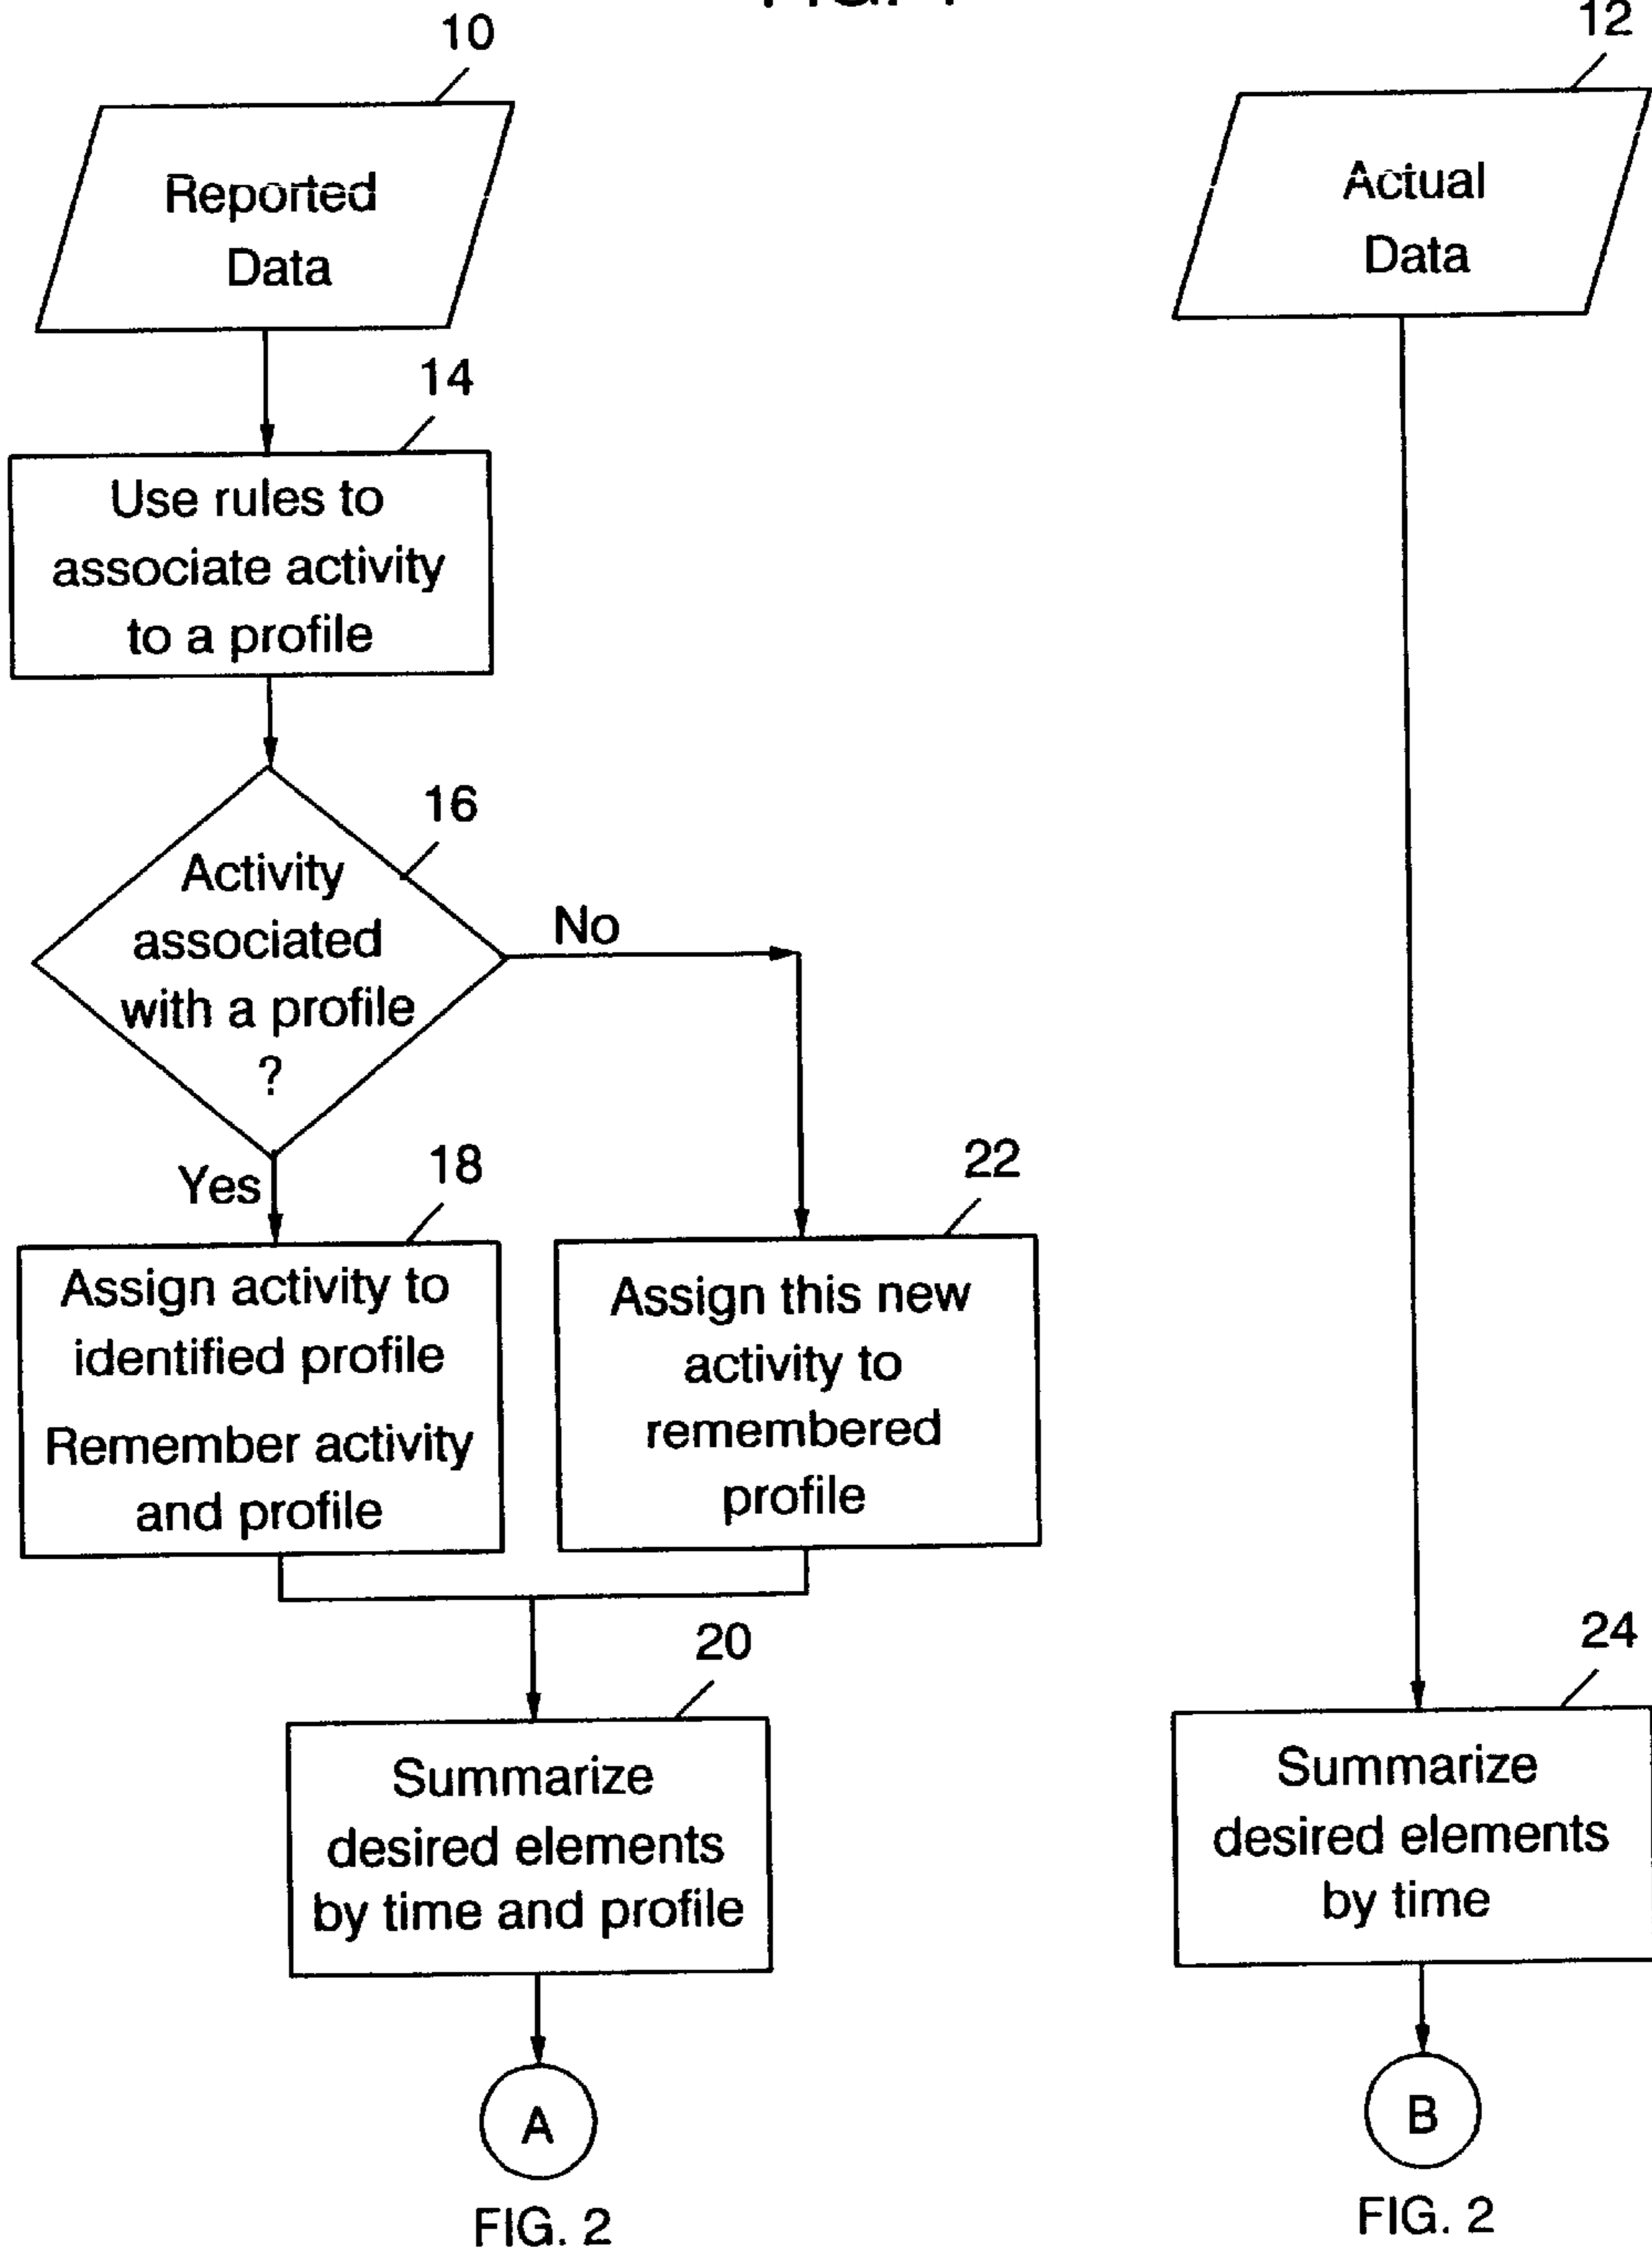 10
Reported
Data
14
Use rules to
associate activity
to a profile
16
Activity
associated
with a profile
?
No
Yes
18
Assign activity to
identified profile
Remember activity
and profile
22
Assign this new
activity to
remembered
profile
20
Summarize
desired elements
by time and profile
A
FIG. 2
12
Actual
Data
24
Summarize
desired elements
by time
B
FIG. 2